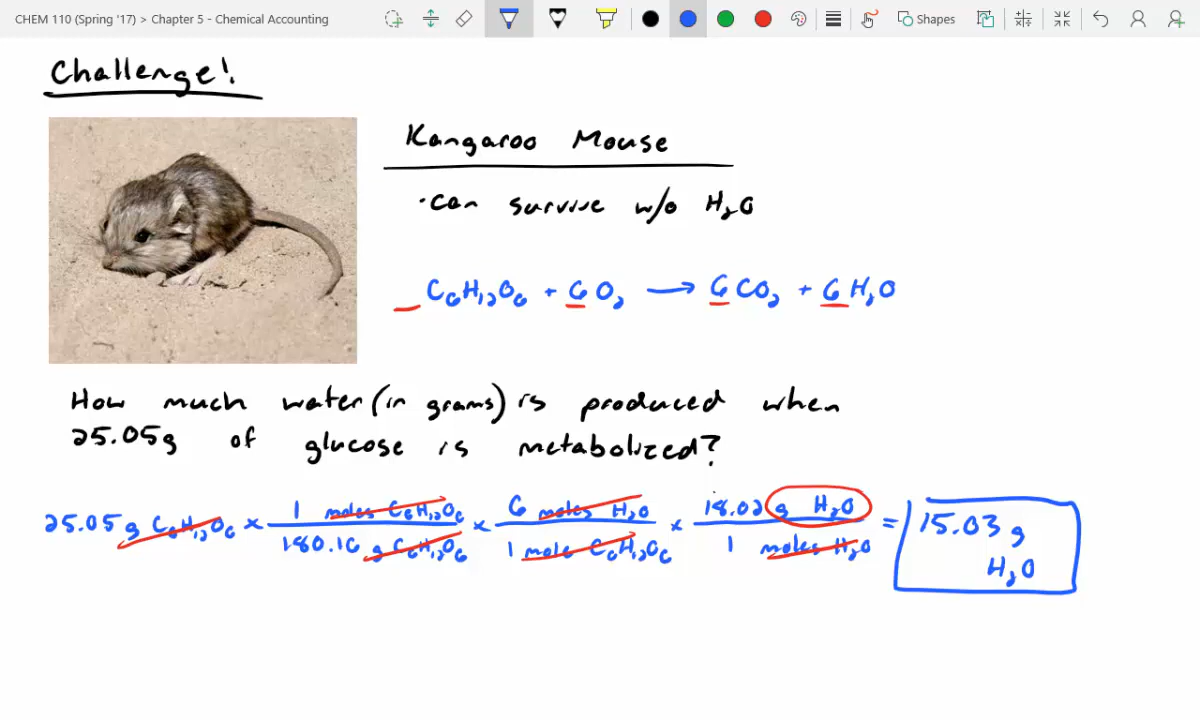 CHEM 110 (Spring '17) > Chapter 5 - Chemical Accounting
Shapes
Challenge!
Kangaroo Mouse
• can survive w/o H₂O
_ C₆H₁₂O₆ + 6 O₂ → 6 CO₂ + 6 H₂O
How much water (in grams) is produced when
25.05g of glucose is metabolized?
25.05 g C₆H₁₂O₆ × 1 moles C₆H₁₂O₆ / 180.16 g C₆H₁₂O₆ × 6 moles H₂O / 1 mole C₆H₁₂O₆ × 18.02 g H₂O / 1 moles H₂O = 15.03 g
H₂O